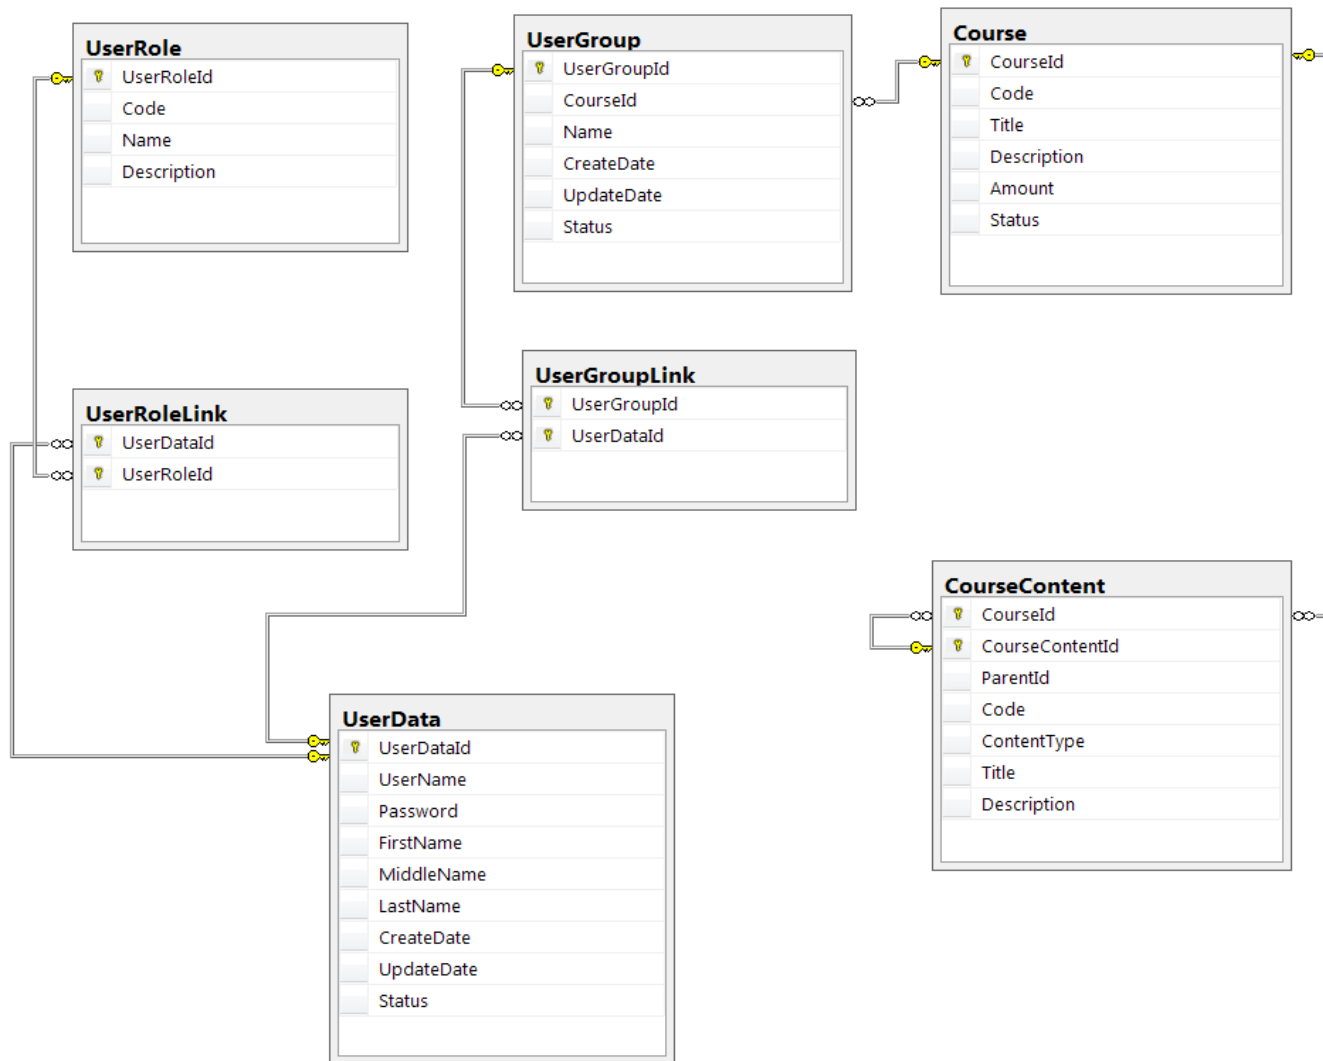 UserRole
UserRoleId
Code
Name
Description
UserGroup
UserGroupId
CourseId
Name
CreateDate
UpdateDate
Status
Course
CourseId
Code
Title
Description
Amount
Status
UserRoleLink
UserDataId
UserRoleId
UserGroupLink
UserGroupId
UserDataId
CourseContent
CourseId
CourseContentId
ParentId
Code
ContentType
Title
Description
UserData
UserDataId
UserName
Password
FirstName
MiddleName
LastName
CreateDate
UpdateDate
Status